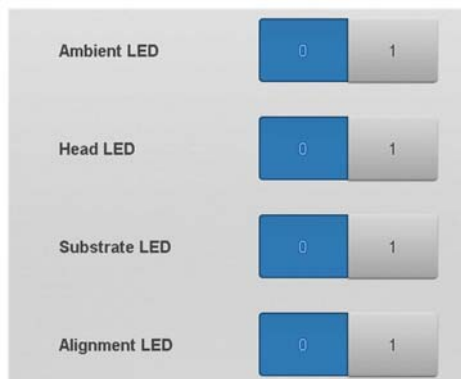 Ambient LED 0 1
Head LED 0 1
Substrate LED 0 1
Alignment LED 0 1